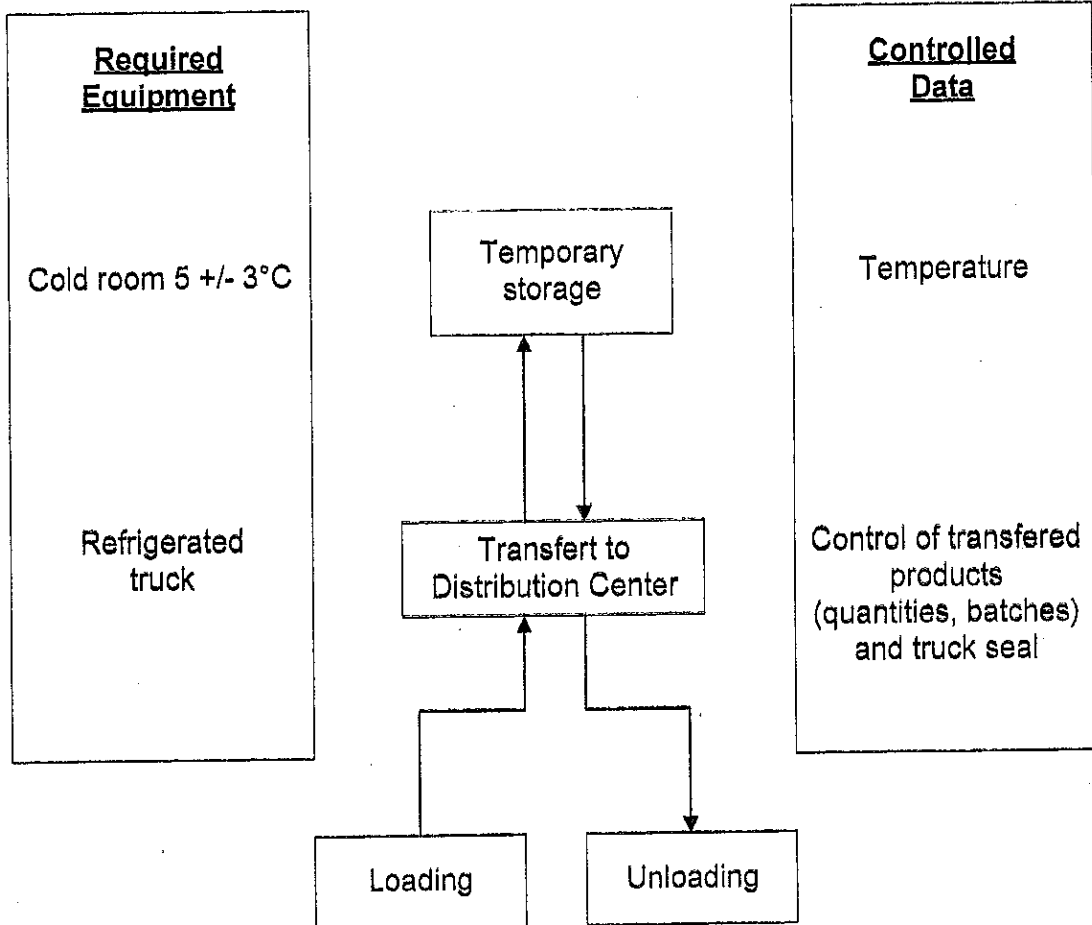 Required
Equipment
Cold room 5 +/- 3°C
Refrigerated
truck
Temporary
storage
Transfert to
Distribution Center
Loading
Unloading
Controlled
Data
Temperature
Control of transfered
products
(quantities, batches)
and truck seal